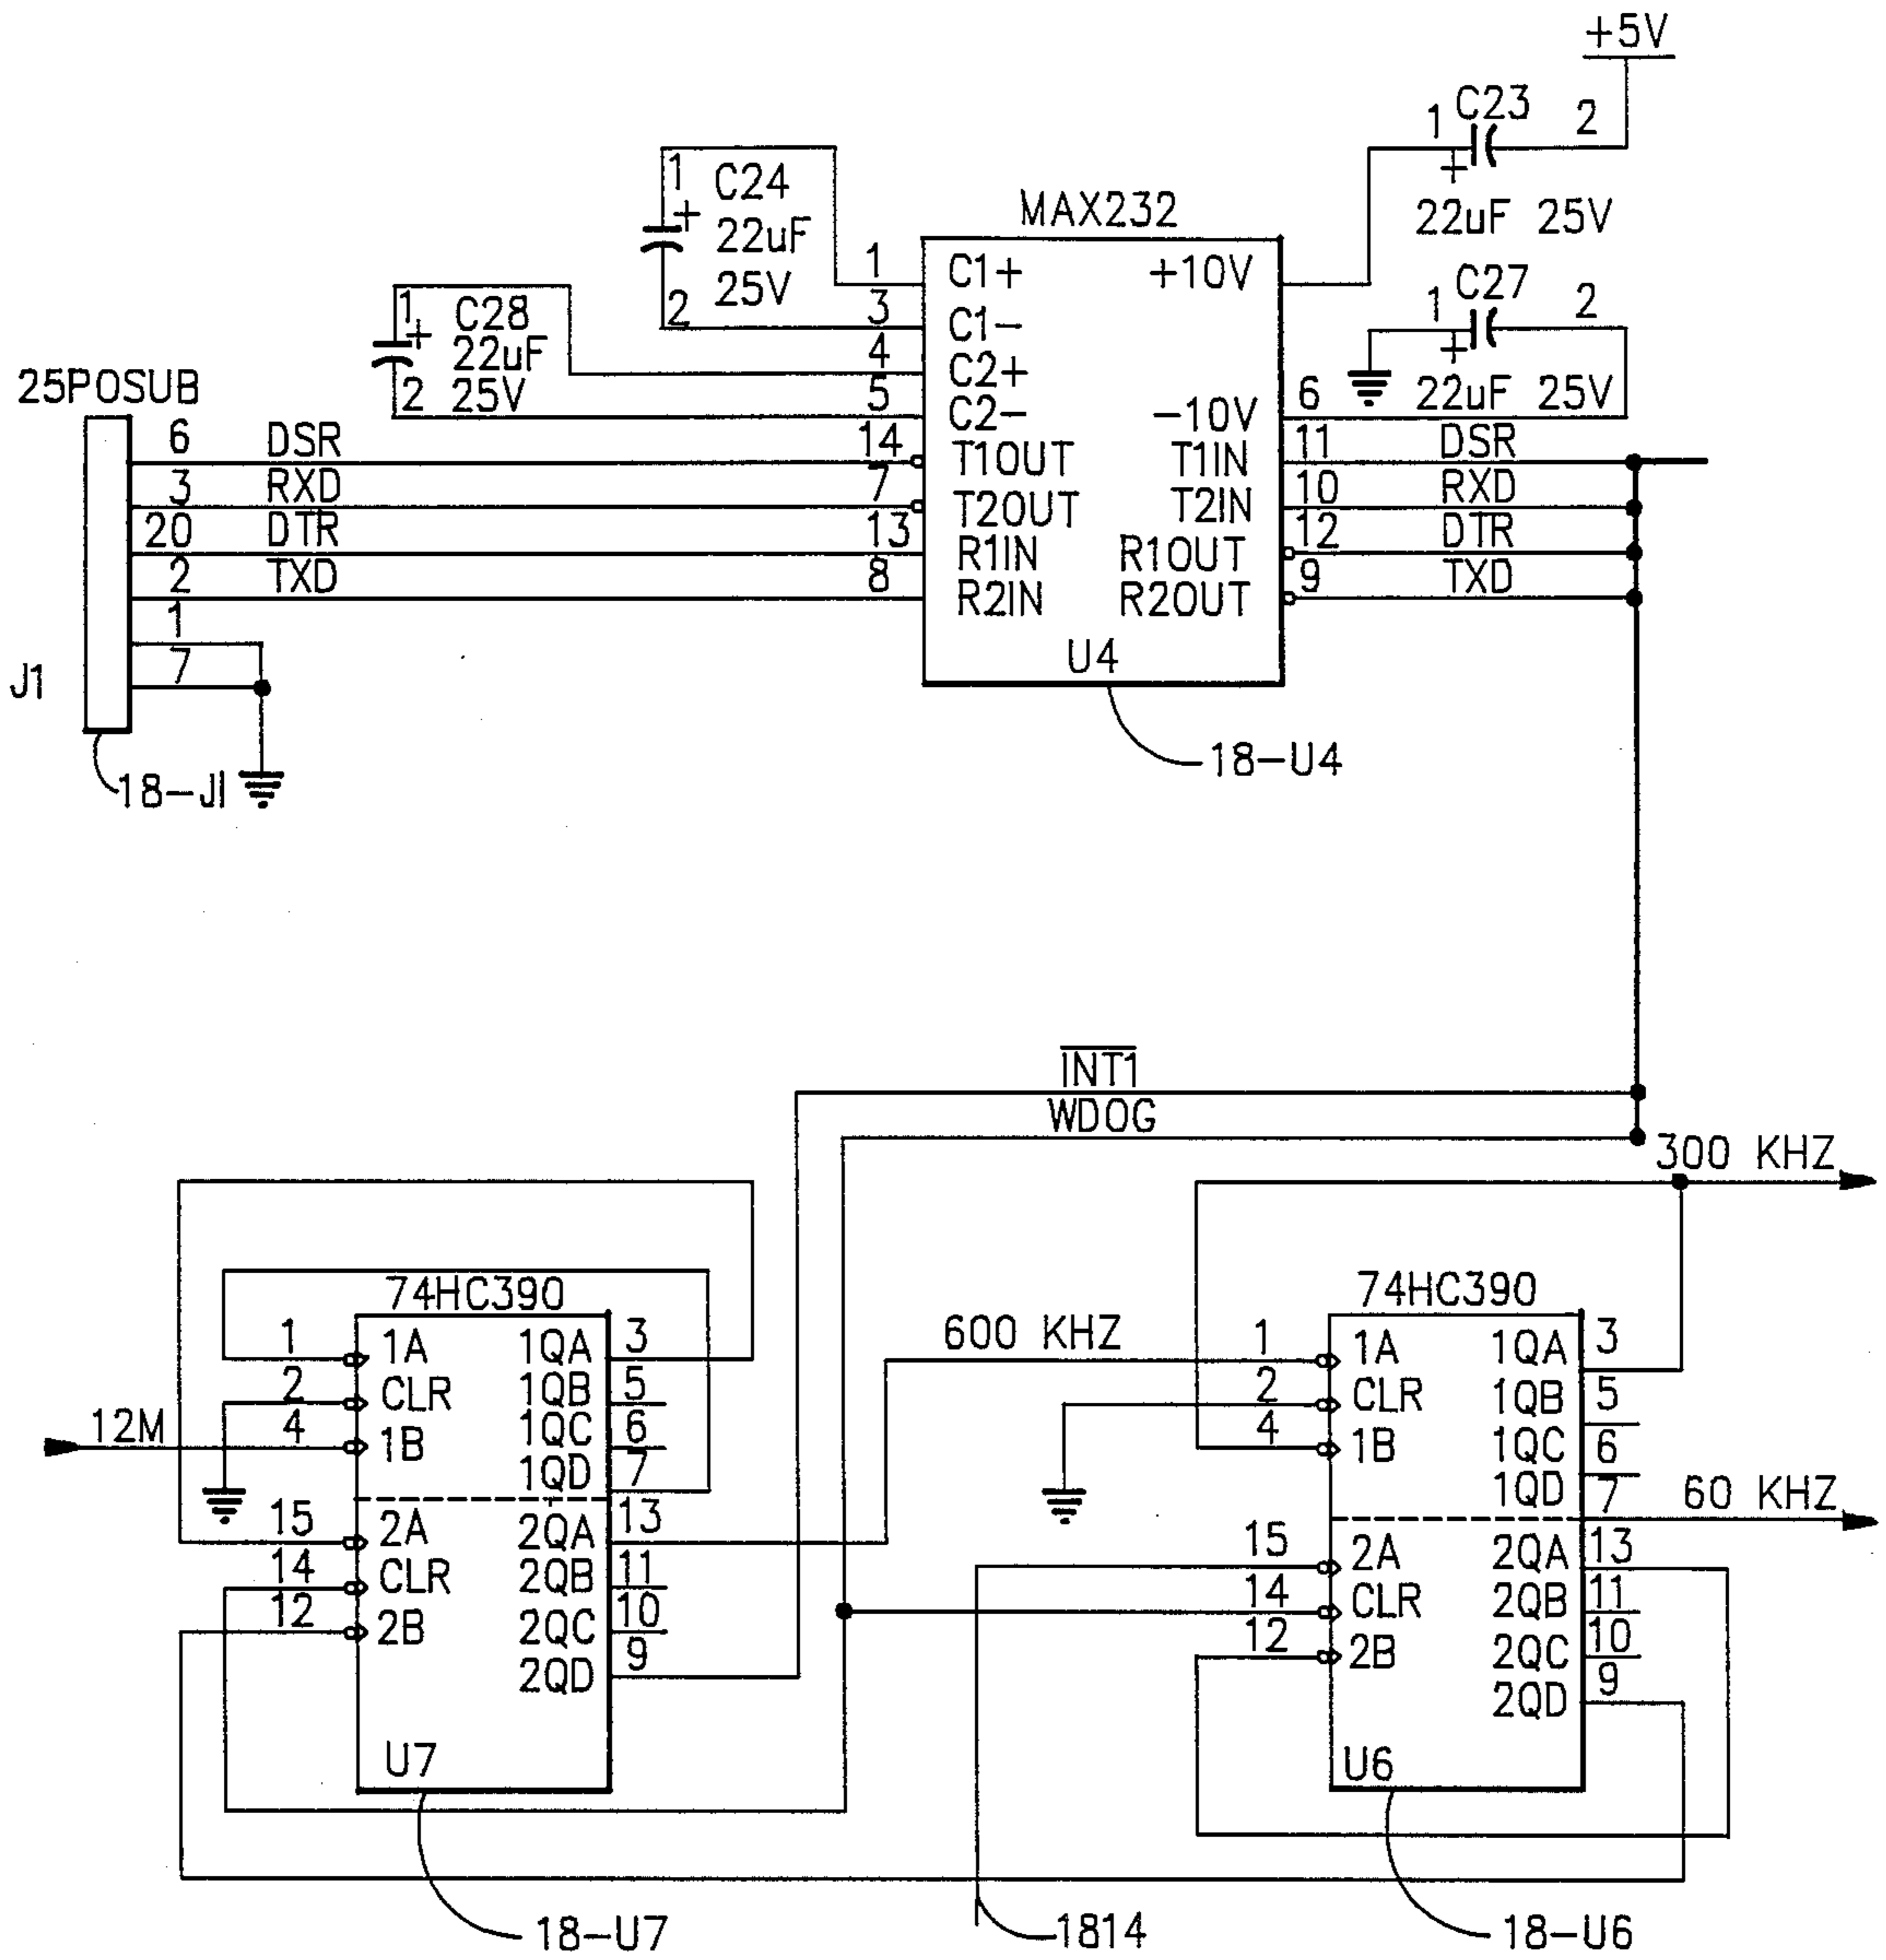 +5V
1 C23 2
+
22uF 25V
1 C24
+ 22uF
2 25V
MAX232
1 C1+ +10V
3 C1-
4 C2+
5 C2- -10V 6
14 T1OUT T1IN 11 DSR
7 T2OUT T2IN 10 RXD
13 R1IN R1OUT 12 DTR
8 R2IN R2OUT 9 TXD
U4
18-U4
1 C27 2
+
22uF 25V
1 C28
+ 22uF
2 25V
25POSUB
6 DSR
3 RXD
20 DTR
2 TXD
1
7
J1
18-J1
INT1
WDOG
300 KHZ
74HC390
1 1A 1QA 3
2 CLR 1QB 5
12M 4 1B 1QC 6
1QD 7
15 2A 2QA 13
14 CLR 2QB 11
12 2B 2QC 10
2QD 9
U7
18-U7
600 KHZ
74HC390
1 1A 1QA 3
2 CLR 1QB 5
4 1B 1QC 6
1QD 7 60 KHZ
15 2A 2QA 13
14 CLR 2QB 11
12 2B 2QC 10
2QD 9
U6
1814
18-U6